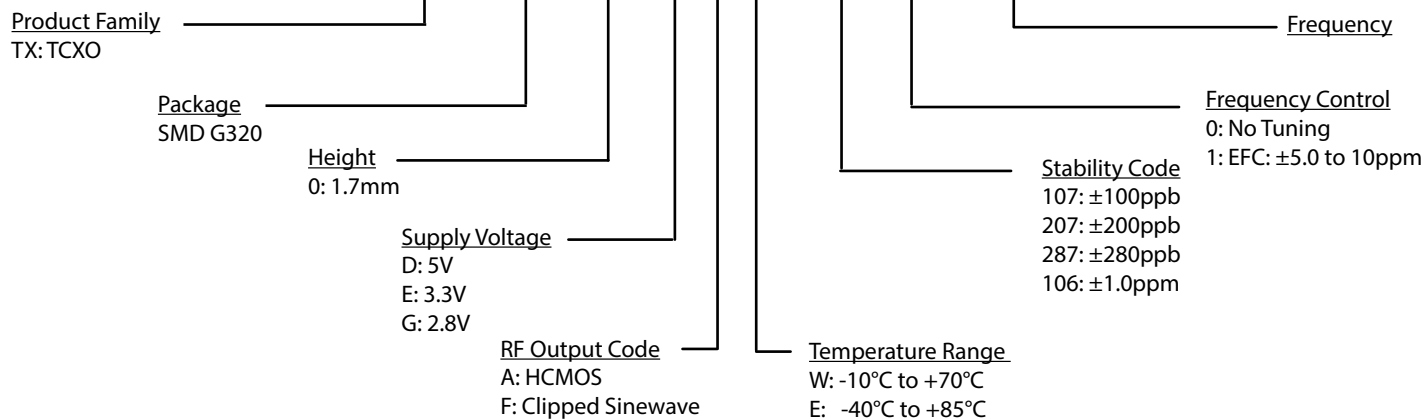 Product Family
TX: TCXO
Frequency
Package
SMD G320
Frequency Control
0: No Tuning
1: EFC: ±5.0 to 10ppm
Height
0: 1.7mm
Stability Code
107: ±100ppb
207: ±200ppb
287: ±280ppb
106: ±1.0ppm
Supply Voltage
D: 5V
E: 3.3V
G: 2.8V
RF Output Code
A: HCMOS
F: Clipped Sinewave
Temperature Range
W: -10°C to +70°C
E: -40°C to +85°C